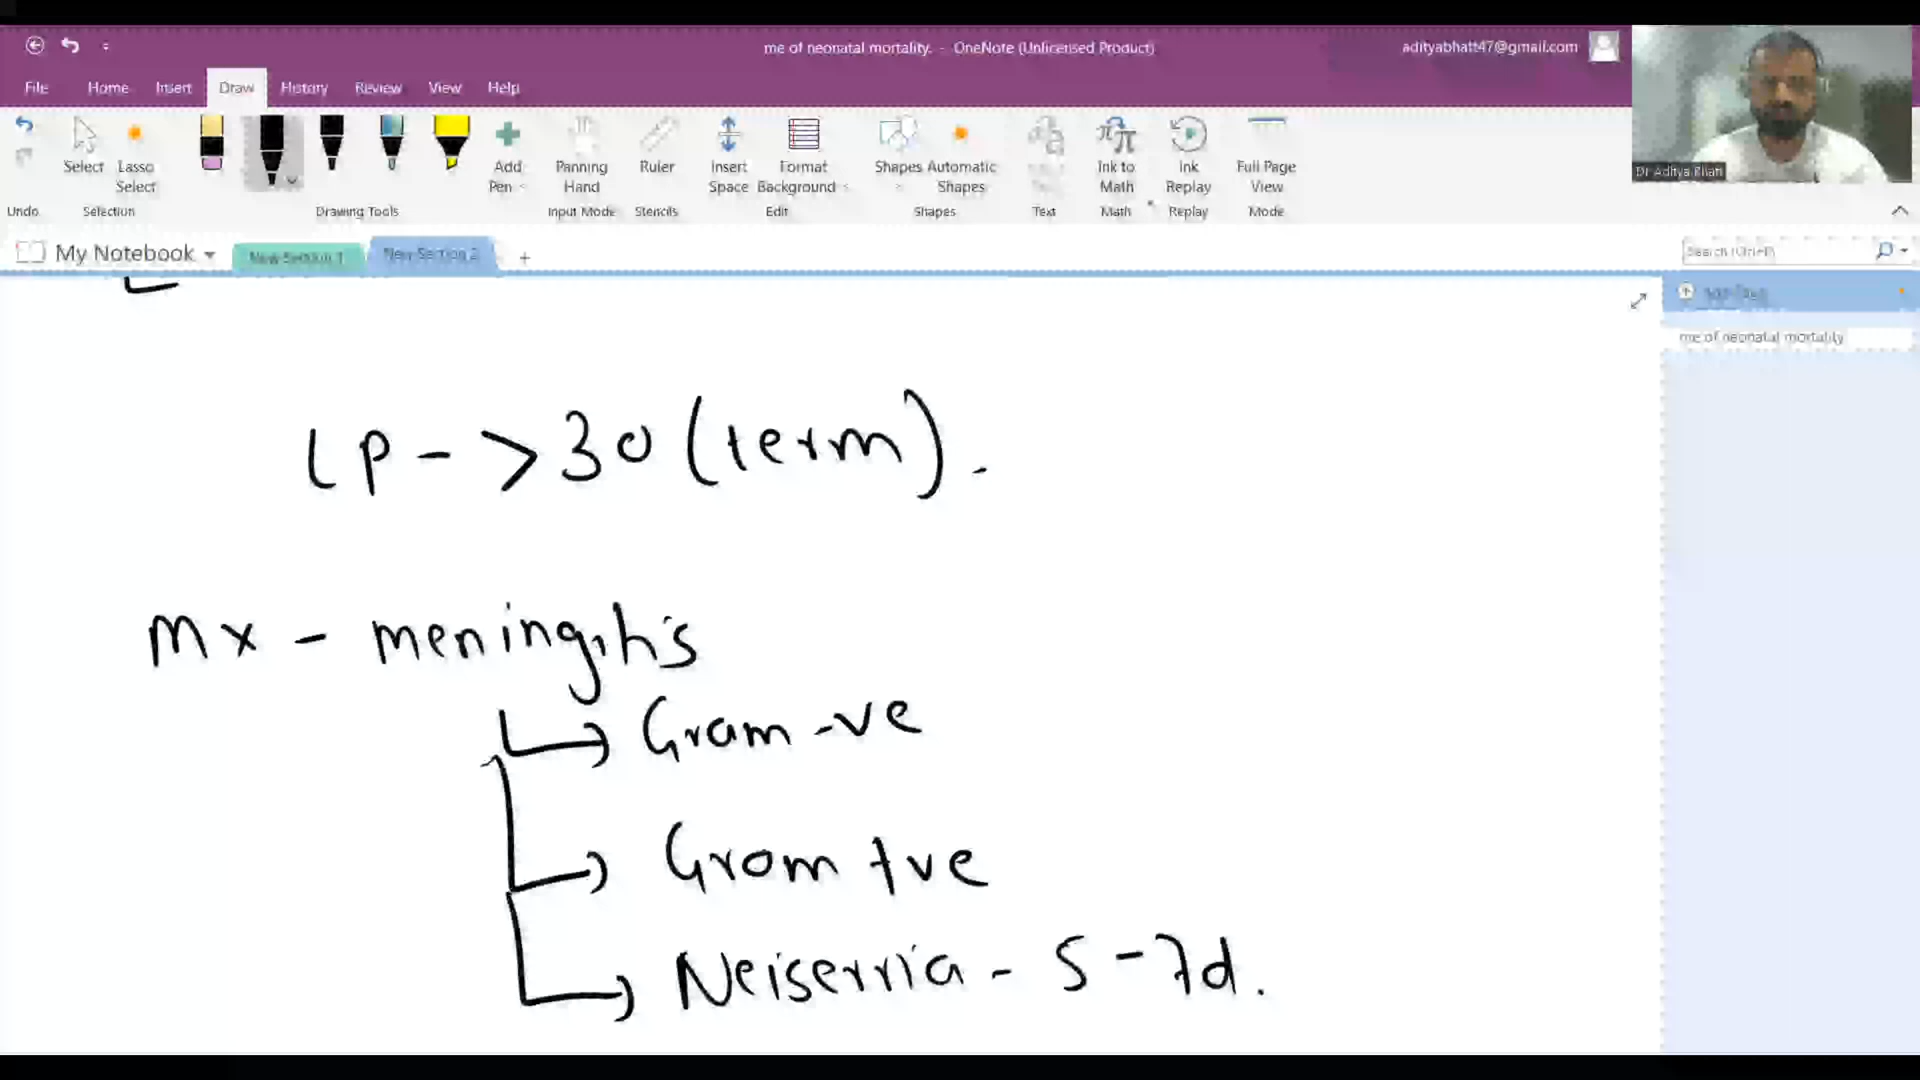 me of neonatal mortality. - OneNote (Unlicensed Product)
adityabhatt47@gmail.com
File Home Insert Draw History Review View Help
Select Lasso Select Add Pen Panning Hand Ruler Insert Space Format Background Shapes Automatic Shapes Ink to Math Ink Replay Full Page View
Undo Selection Drawing Tools Input Mode Stencils Edit Shapes Text Math Replay Mode
Dr Aditya Bhatt
My Notebook New Section 1 New Section 2 + Search (Ctrl+E)
me of neonatal mortality
LP - >30 (term).
Mx - meningitis
Gram -ve
Gram +ve
Neiserria - 5-7d.